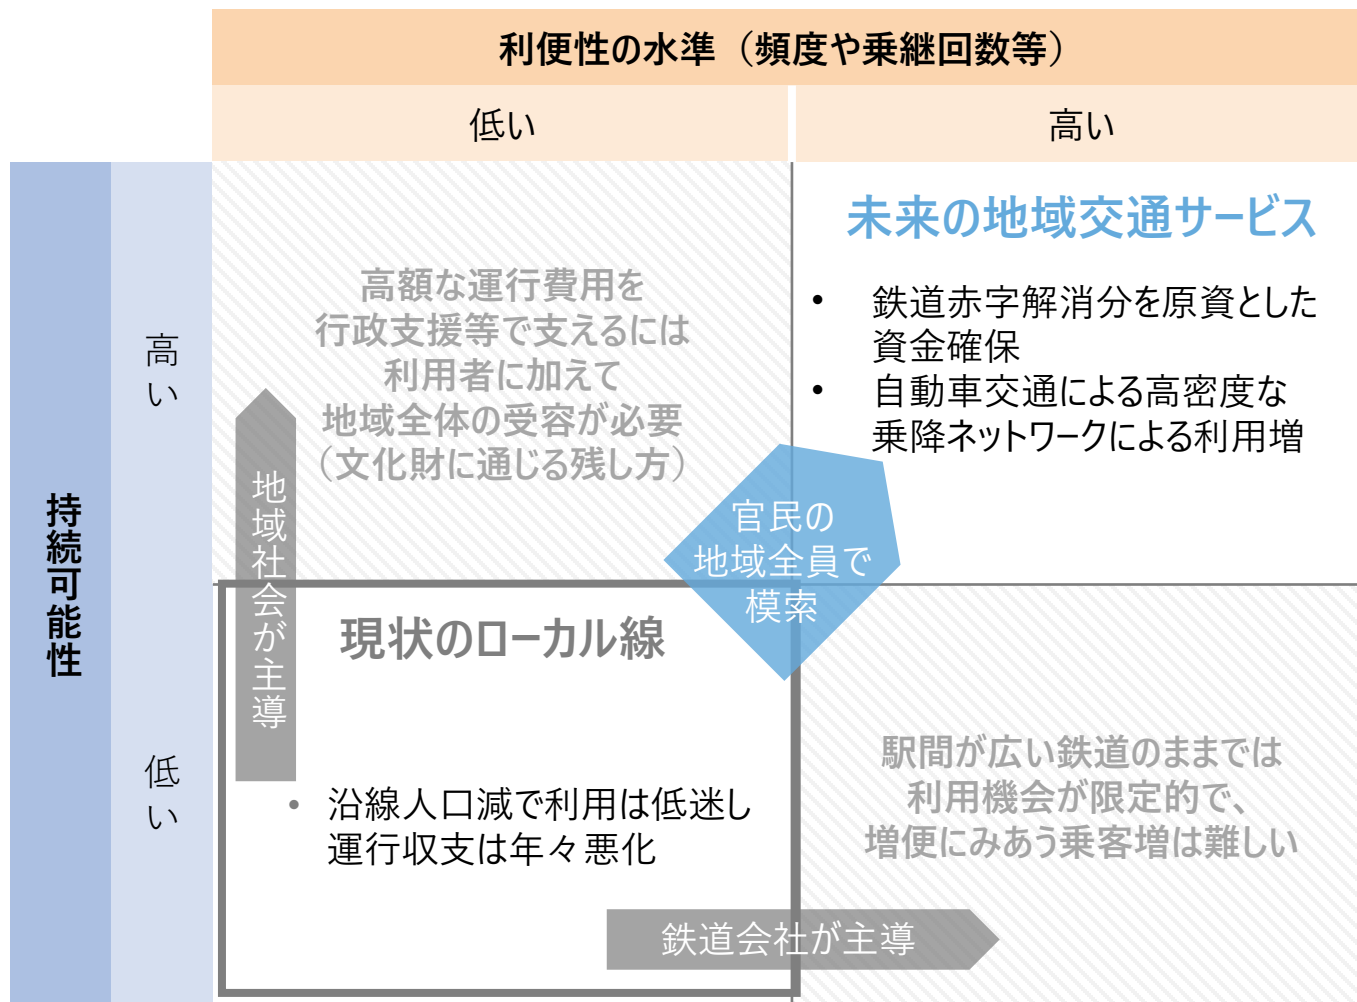 利便性の水準（頻度や乗継回数等）
低い
高い
持続可能性
高い
低い
高額な運行費用を
行政支援等で支えるには
利用者に加えて
地域全体の受容が必要
（文化財に通じる残し方）
未来の地域交通サービス
• 鉄道赤字解消分を原資とした
資金確保
• 自動車交通による高密度な
乗降ネットワークによる利用増
地域社会が主導
官民の
地域全員で
模索
現状のローカル線
• 沿線人口減で利用は低迷し
運行収支は年々悪化
駅間が広い鉄道のままでは
利用機会が限定的で、
増便にみあう乗客増は難しい
鉄道会社が主導